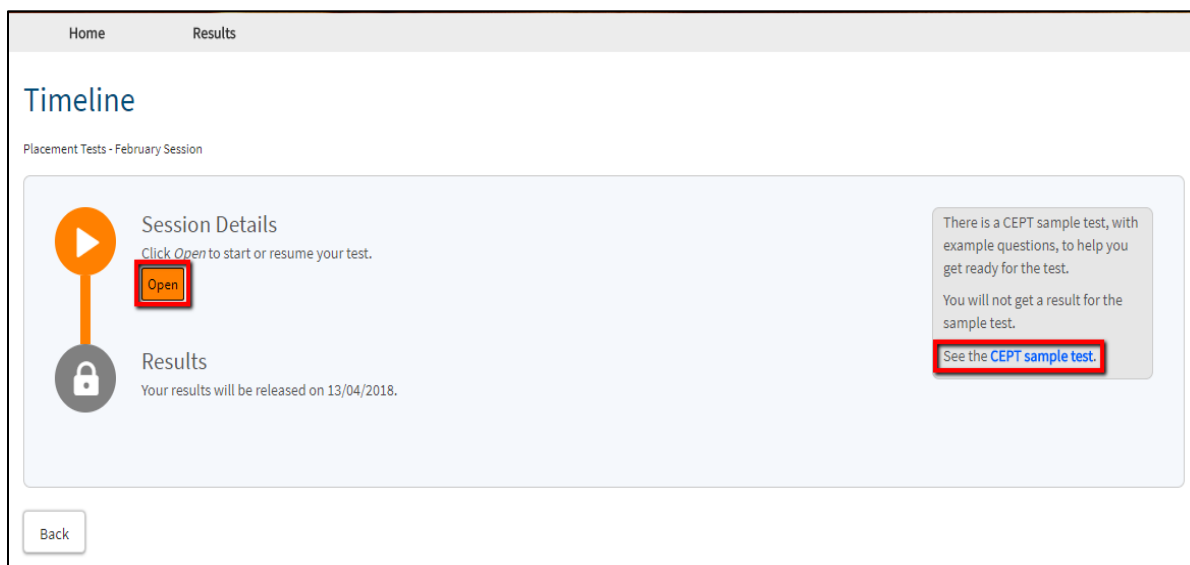 Home Results
Timeline
Placement Tests - February Session
Session Details
Click Open to start or resume your test.
Open
Results
Your results will be released on 13/04/2018.
There is a CEPT sample test, with
example questions, to help you
get ready for the test.
You will not get a result for the
sample test.
See the CEPT sample test.
Back